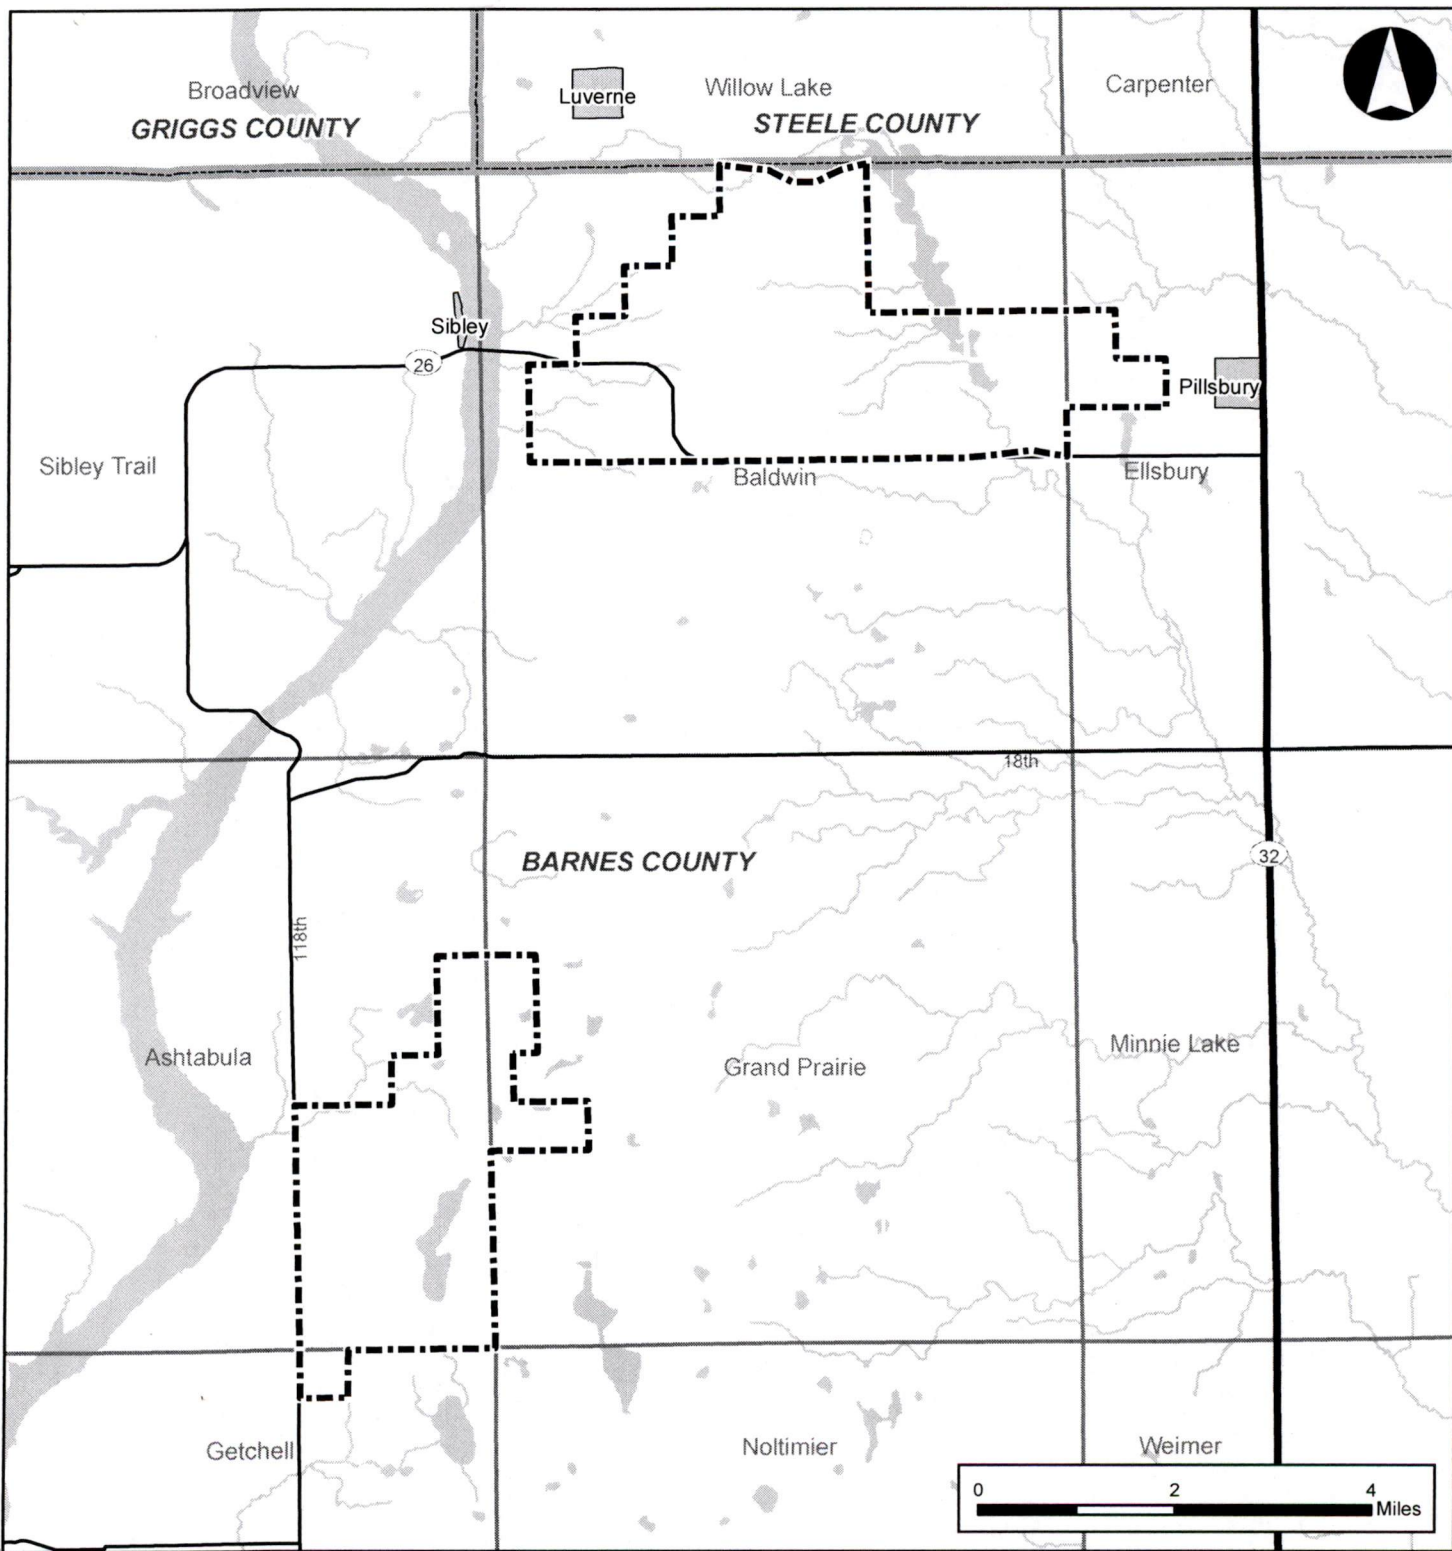 Broadview
Willow Lake
Carpenter
Luverne
GRIGGS COUNTY
STEELE COUNTY
Sibley
26
Pillsbury
Sibley Trail
Baldwin
Ellsbury
18th
BARNES COUNTY
32
118th
Ashtabula
Grand Prairie
Minnie Lake
Getchell
Noltimier
Weimer
0 2 4
Miles